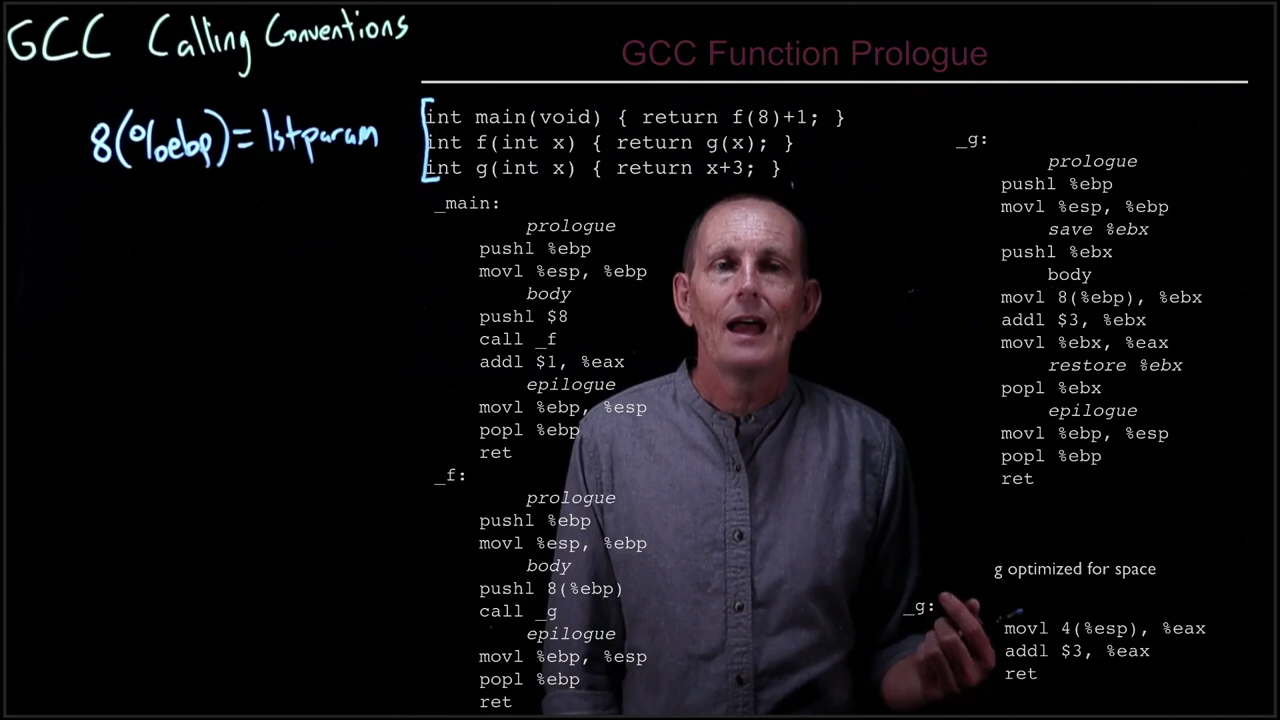 GCC Calling Conventions
8(%ebp) = 1st param
GCC Function Prologue
int main(void) { return f(8)+1; }
int f(int x) { return g(x); }
int g(int x) { return x+3; }
_main:
prologue
pushl %ebp
movl %esp, %ebp
body
pushl $8
call _f
addl $1, %eax
epilogue
movl %ebp, %esp
popl %ebp
ret
_f:
prologue
pushl %ebp
movl %esp, %ebp
body
pushl 8(%ebp)
call _g
epilogue
movl %ebp, %esp
popl %ebp
ret
_g:
prologue
pushl %ebp
movl %esp, %ebp
save %ebx
pushl %ebx
body
movl 8(%ebp), %ebx
addl $3, %ebx
movl %ebx, %eax
restore %ebx
popl %ebx
epilogue
movl %ebp, %esp
popl %ebp
ret
g optimized for space
_g:
movl 4(%esp), %eax
addl $3, %eax
ret